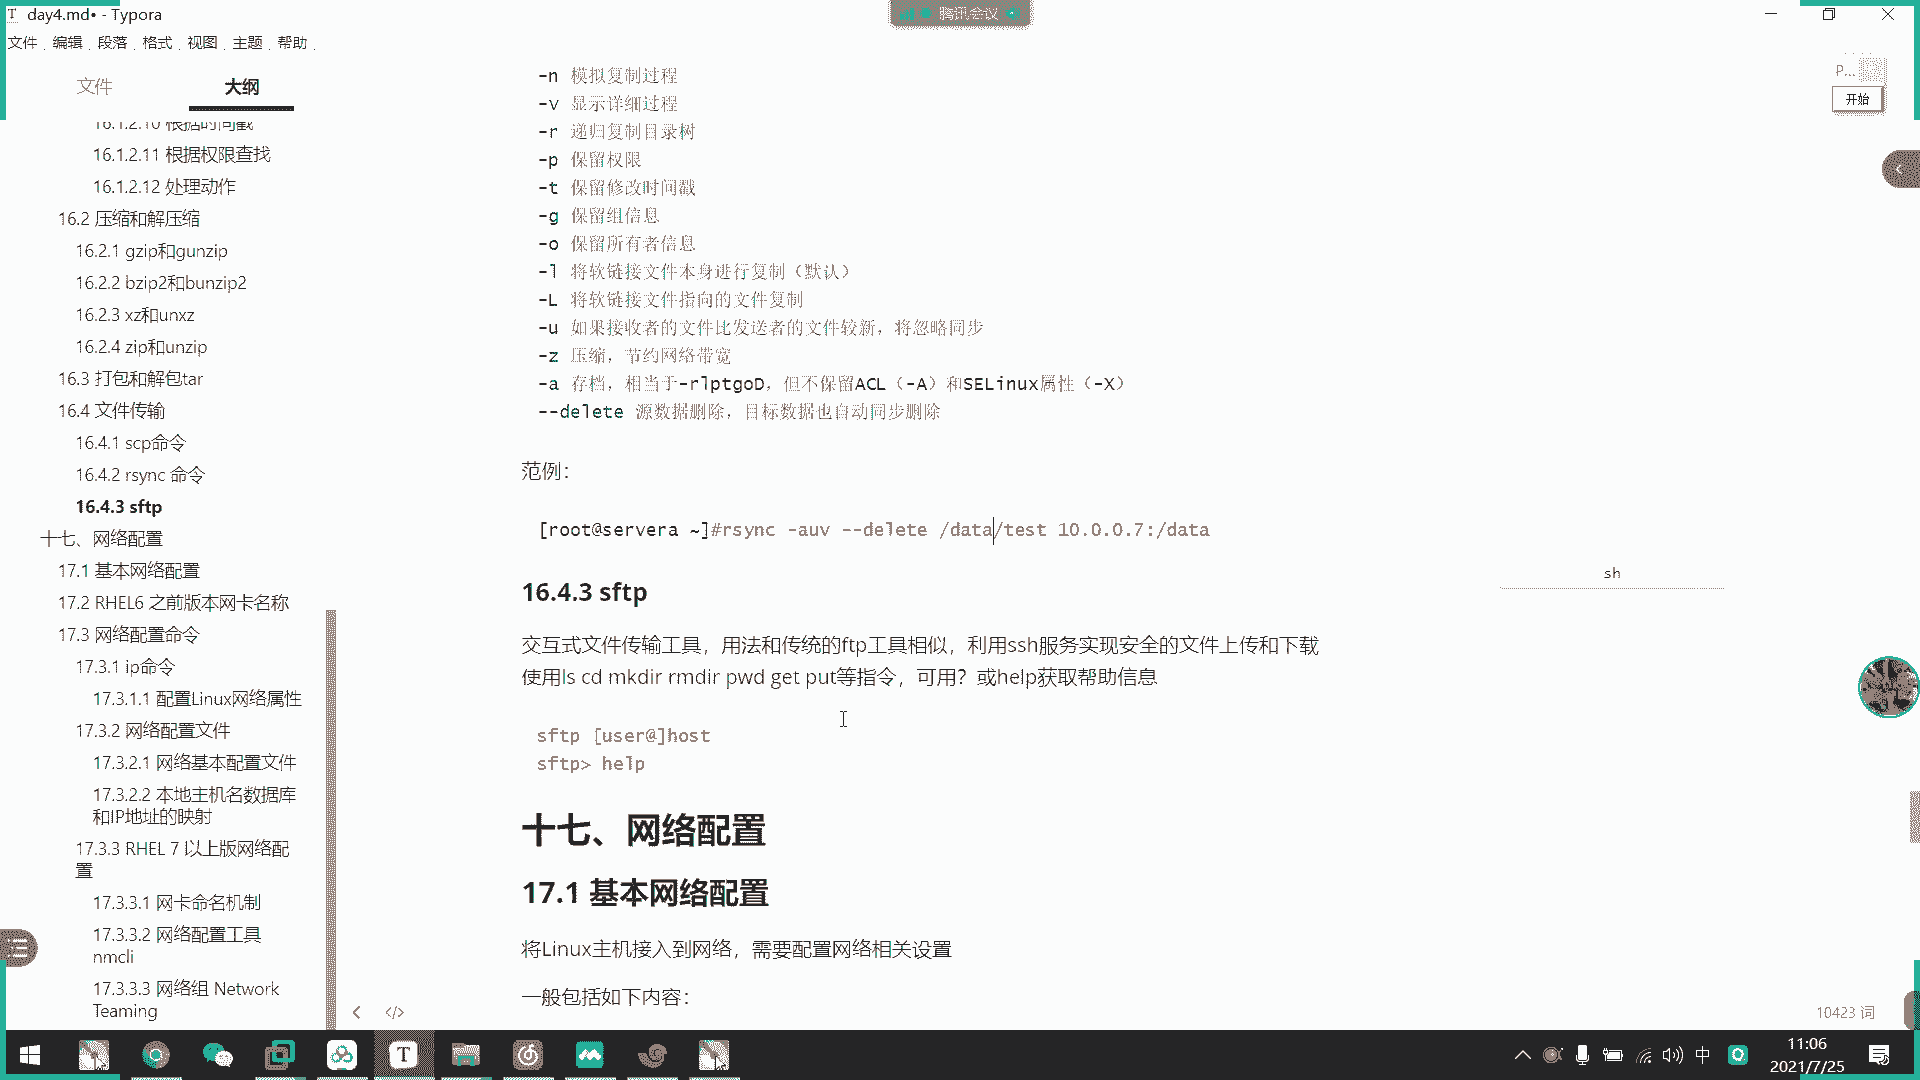 day4.md• - Typora
腾讯会议
文件 编辑 段落 格式 视图 主题 帮助
文件 大纲
16.1.2.10 根据时间戳
16.1.2.11 根据权限查找
16.1.2.12 处理动作
16.2 压缩和解压缩
16.2.1 gzip和gunzip
16.2.2 bzip2和bunzip2
16.2.3 xz和unxz
16.2.4 zip和unzip
16.3 打包和解包tar
16.4 文件传输
16.4.1 scp命令
16.4.2 rsync 命令
16.4.3 sftp
十七、网络配置
17.1 基本网络配置
17.2 RHEL6 之前版本网卡名称
17.3 网络配置命令
17.3.1 ip命令
17.3.1.1 配置Linux网络属性
17.3.2 网络配置文件
17.3.2.1 网络基本配置文件
17.3.2.2 本地主机名数据库
和IP地址的映射
17.3.3 RHEL 7 以上版网络配
置
17.3.3.1 网卡命名机制
17.3.3.2 网络配置工具
nmcli
17.3.3.3 网络组 Network
Teaming
-n 模拟复制过程
-v 显示详细过程
-r 递归复制目录树
-p 保留权限
-t 保留修改时间戳
-g 保留组信息
-o 保留所有者信息
-l 将软链接文件本身进行复制（默认）
-L 将软链接文件指向的文件复制
-u 如果接收者的文件比发送者的文件较新，将忽略同步
-z 压缩，节约网络带宽
-a 存档，相当于-rlptgoD，但不保留ACL（-A）和SELinux属性（-X）
--delete 源数据删除，目标数据也自动同步删除
范例：
[root@servera ~]#rsync -auv --delete /data/test 10.0.0.7:/data
16.4.3 sftp
交互式文件传输工具，用法和传统的ftp工具相似，利用ssh服务实现安全的文件上传和下载
使用ls cd mkdir rmdir pwd get put等指令，可用？或help获取帮助信息
sftp [user@]host
sftp> help
十七、网络配置
17.1 基本网络配置
将Linux主机接入到网络，需要配置网络相关设置
一般包括如下内容：
P...
开始
sh
10423 词
中
11:06
2021/7/25